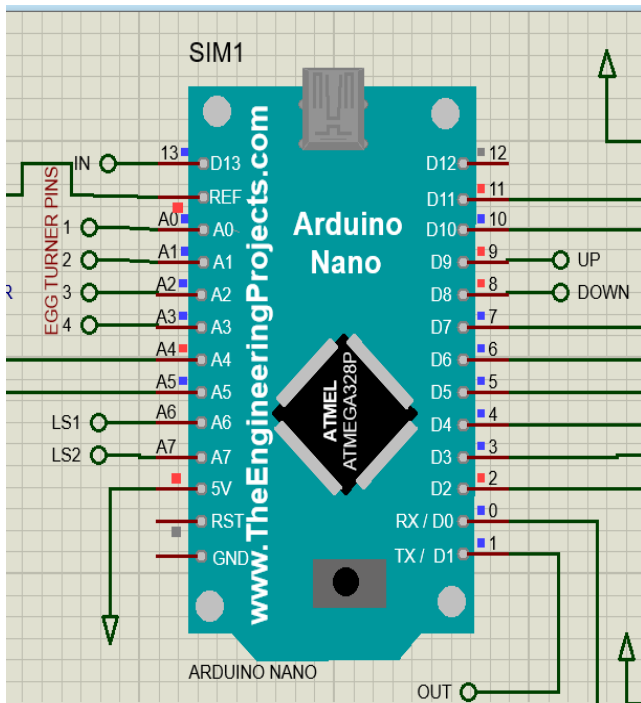 SIM1
IN
13
D13
D12
12
REF
D11
11
1
A0
A0
D10
10
2
A1
A1
D9
9
UP
3
A2
A2
D8
8
DOWN
4
A3
A3
D7
7
EGG TURNER PINS
R
A4
A4
D6
6
A5
A5
D5
5
LS1
A6
A6
D4
4
LS2
A7
A7
D3
3
5V
D2
2
RST
RX / D0
0
GND
TX / D1
1
www.TheEngineeringProjects.com
Arduino
Nano
ATMEL
ATMEGA328P
ARDUINO NANO
OUT